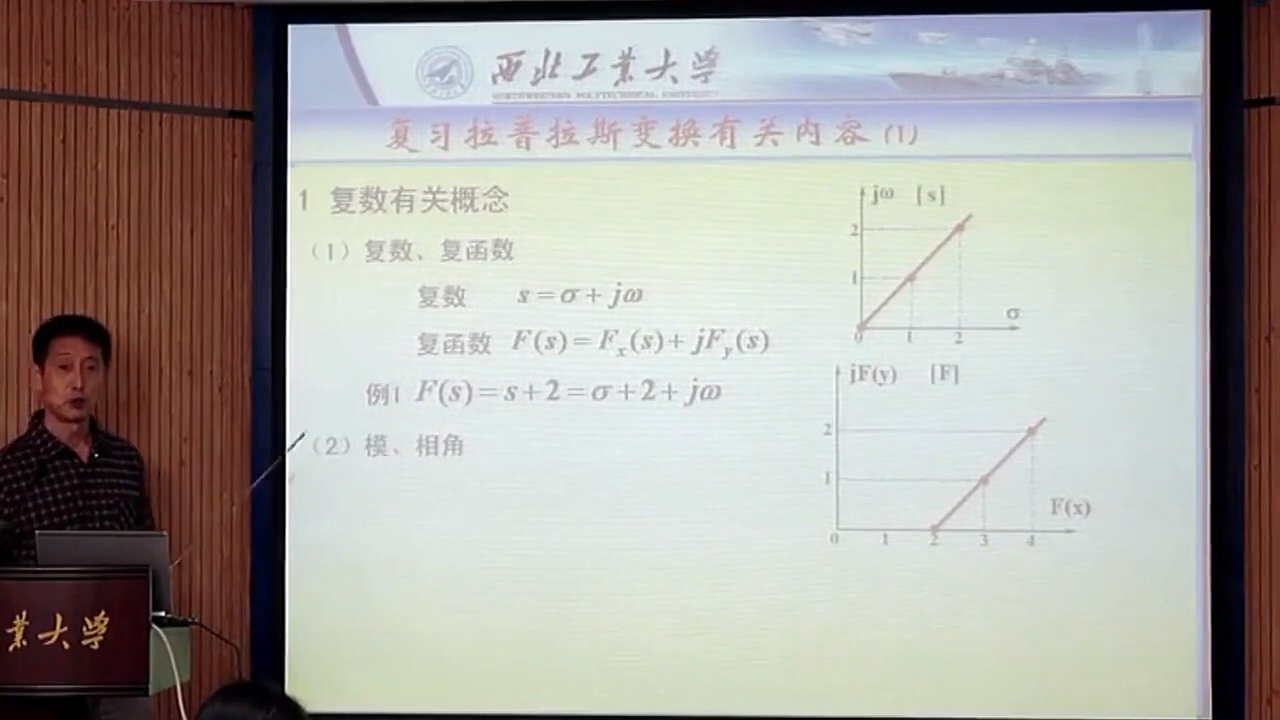 西北工业大学
NORTHWESTERN POLYTECHNICAL UNIVERSITY
复习拉普拉斯变换有关内容(1)
1 复数有关概念
（1）复数、复函数
复数 s=σ+jω
复函数 F(s)=Fx(s)+jFy(s)
例1 F(s)=s+2=σ+2+jω
（2）模、相角
jω [s]
2
1
0 1 2
σ
jF(y) [F]
2
1
F(x)
0 1 2 3 4
业大学